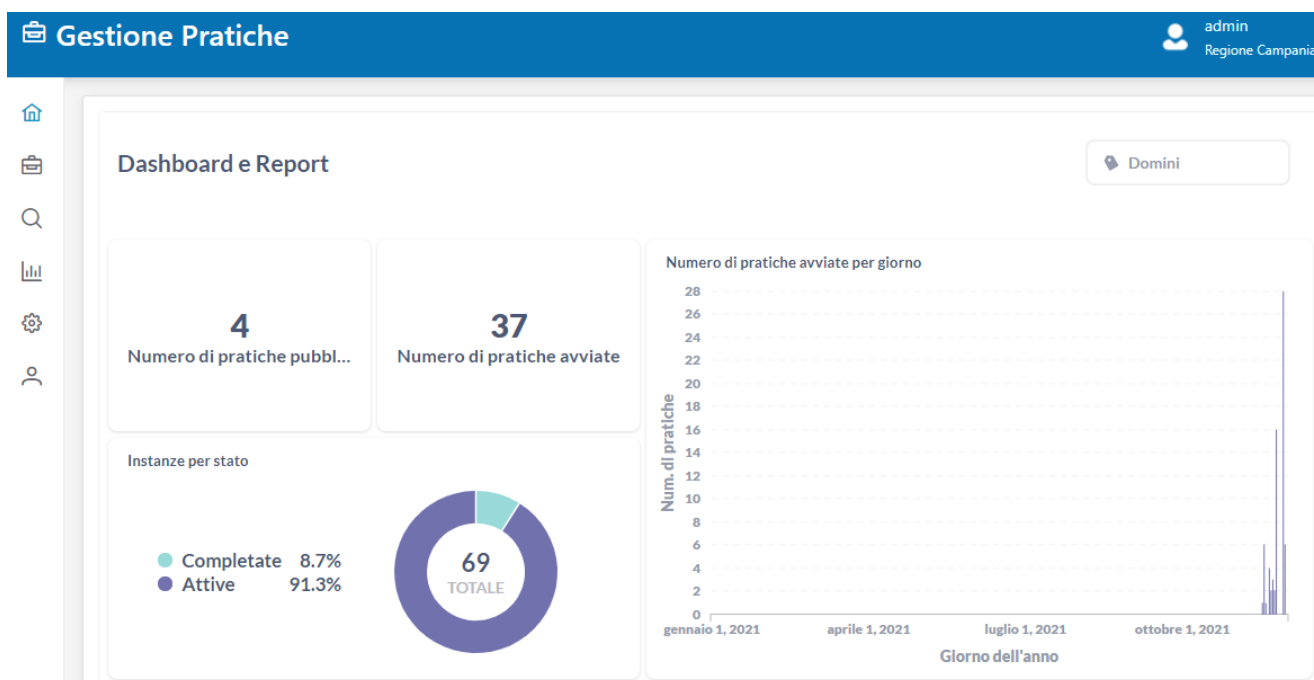 Gestione Pratiche
admin
Regione Campania
Dashboard e Report
Domini
4
Numero di pratiche pubbl...
37
Numero di pratiche avviate
Numero di pratiche avviate per giorno
28
26
24
22
20
18
16
14
12
10
8
6
4
2
0
Num. di pratiche
gennaio 1, 2021 aprile 1, 2021 luglio 1, 2021 ottobre 1, 2021
Giorno dell'anno
Instanze per stato
Completate 8.7%
Attive 91.3%
69
TOTALE